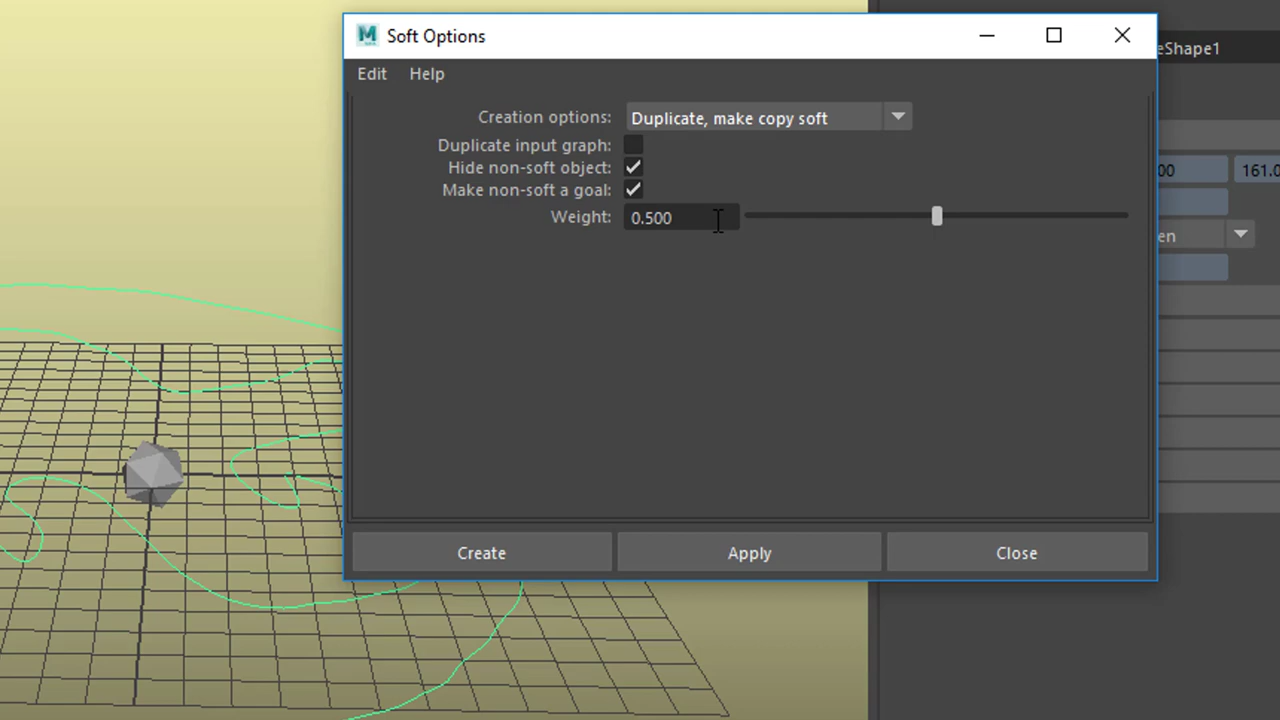 Soft Options
eShape1
Edit Help
Creation options: Duplicate, make copy soft
Duplicate input graph:
Hide non-soft object:
00 161.0
Make non-soft a goal:
Weight: 0.500
en
Create Apply Close